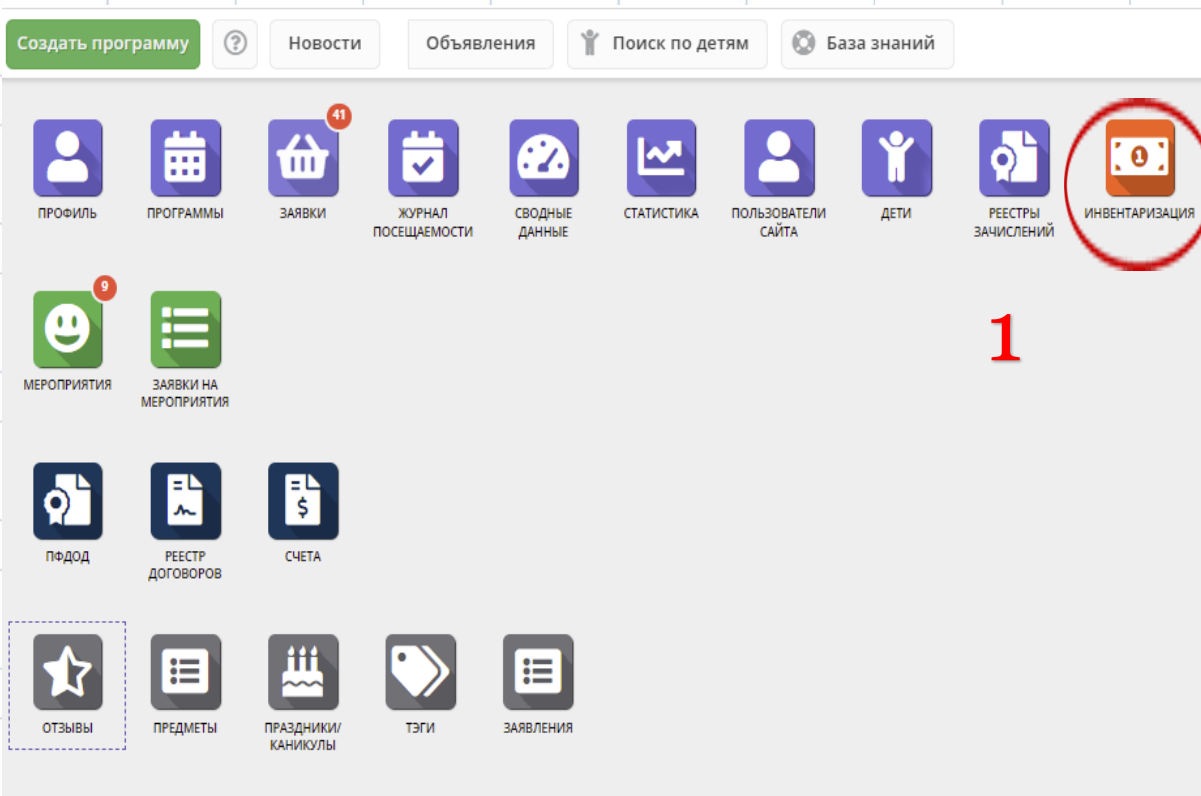 Создать программу
?
Новости
Объявления
Поиск по детям
База знаний
41
ПРОФИЛЬ
ПРОГРАММЫ
ЗАЯВКИ
ЖУРНАЛ
ПОСЕЩАЕМОСТИ
СВОДНЫЕ
ДАННЫЕ
СТАТИСТИКА
ПОЛЬЗОВАТЕЛИ
САЙТА
ДЕТИ
РЕЕСТРЫ
ЗАЧИСЛЕНИЙ
1
ИНВЕНТАРИЗАЦИЯ
9
МЕРОПРИЯТИЯ
ЗАЯВКИ НА
МЕРОПРИЯТИЯ
1
ПФДОД
РЕЕСТР
ДОГОВОРОВ
$
СЧЕТА
ОТЗЫВЫ
ПРЕДМЕТЫ
ПРАЗДНИКИ/
КАНИКУЛЫ
ТЭГИ
ЗАЯВЛЕНИЯ